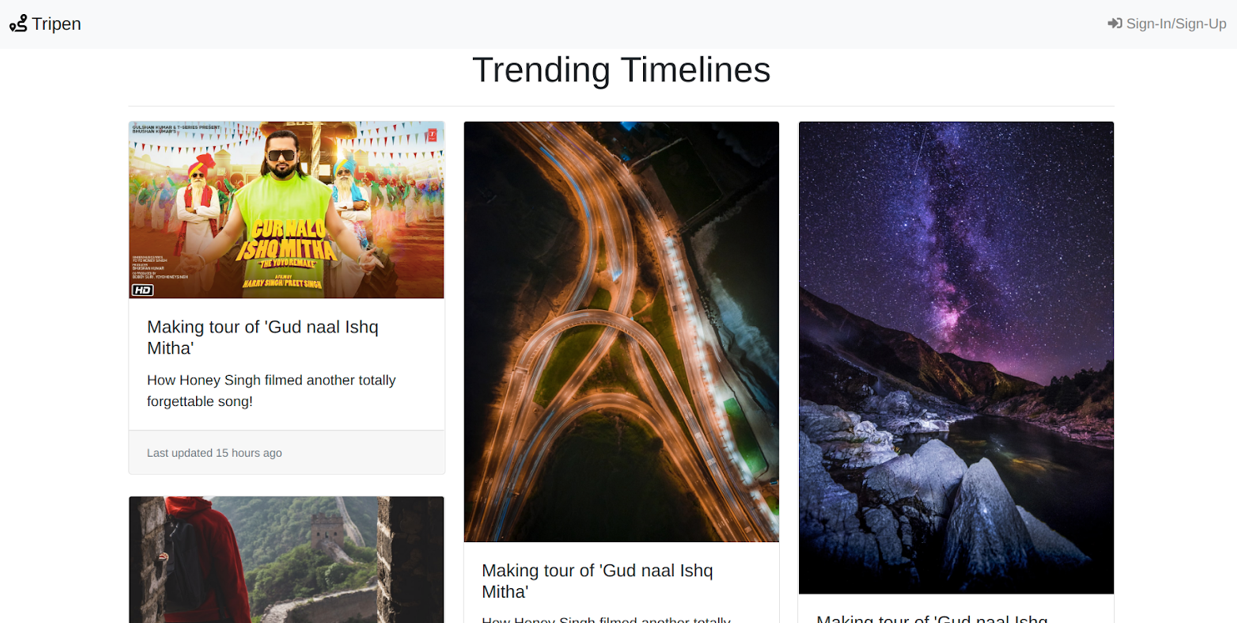 Tripen
Sign-In/Sign-Up
Trending Timelines
GULSHAN KUMAR & T-SERIES PRESENT
BHUSHAN KUMAR'S
GUR NALO
ISHQ MITHA
THE YOYO REMAKE
A FILM BY
HARRY SINGH/PREET SINGH
HD
Making tour of 'Gud naal Ishq
Mitha'
How Honey Singh filmed another totally
forgettable song!
Last updated 15 hours ago
Making tour of 'Gud naal Ishq
Mitha'
How Honey Singh filmed another totally
Making tour of 'Gud naal Ishq